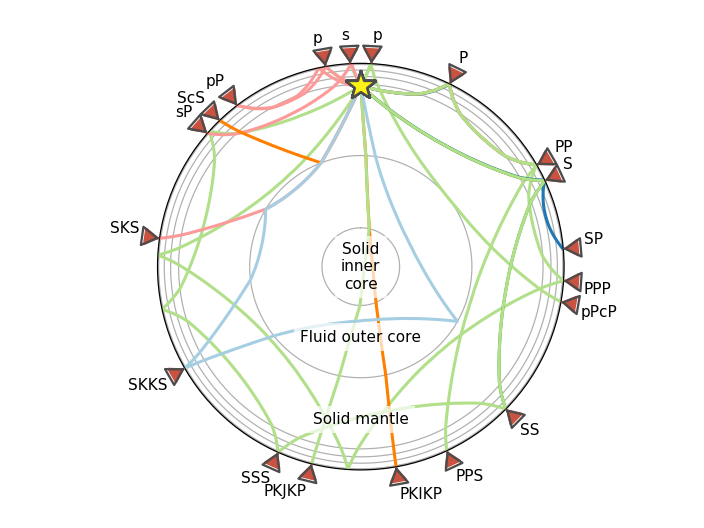 p
s
p
P
pP
ScS
sP
PP
S
SKS
SP
Solid
inner
core
PPP
pPcP
Fluid outer core
SKKS
Solid mantle
SS
SSS
PPS
PKJKP
PKIKP